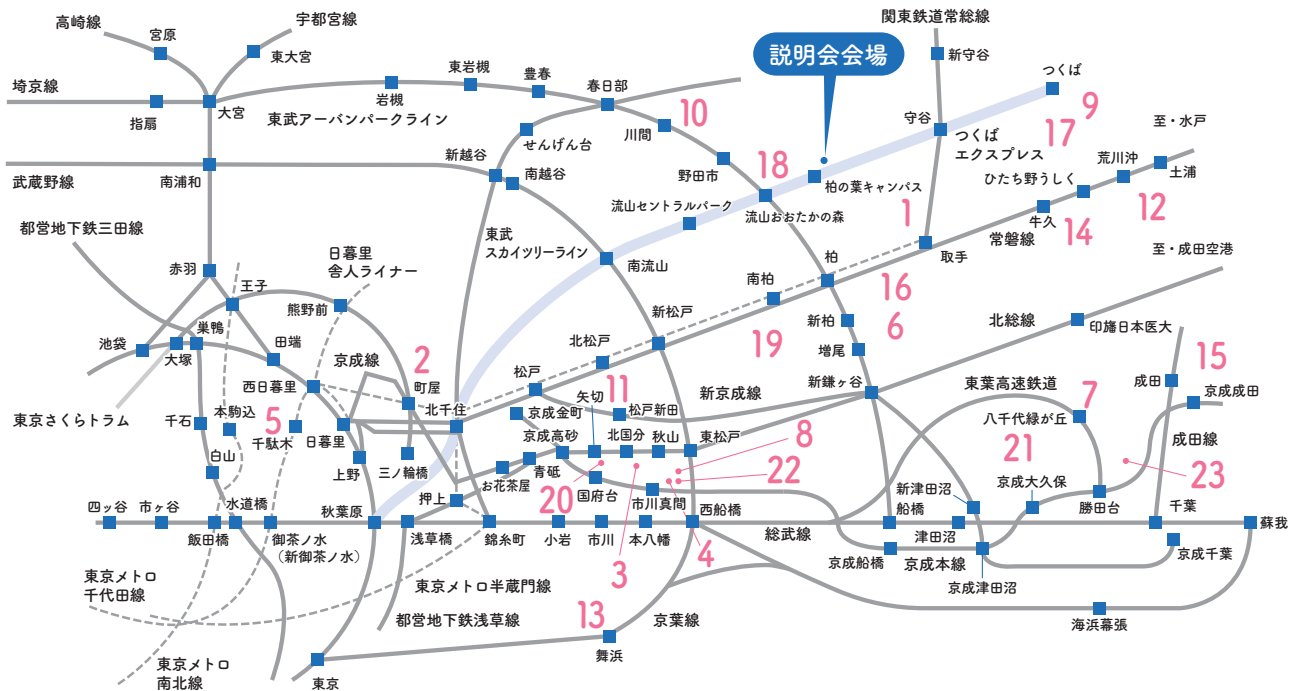 高崎線
宇都宮線
関東鉄道常総線
宮原
東大宮
説明会会場
新守谷
埼京線
指扇
大宮
東武アーバンパークライン
岩槻
東岩槻
豊春
春日部
川間
10
つくば
9
17
守谷
つくば
エクスプレス
至・水戸
せんげん台
野田市
18
柏の葉キャンパス
荒川沖
土浦
ひたち野うしく
12
武蔵野線
南浦和
新越谷
南越谷
流山セントラルパーク
流山おおたかの森
1
牛久
14
常磐線
取手
至・成田空港
都営地下鉄三田線
東武
スカイツリーライン
南流山
柏
南柏
16
赤羽
王子
日暮里
舎人ライナー
熊野前
新松戸
新柏
6
北総線
印旛日本医大
池袋
巣鴨
大塚
田端
京成線
2
北松戸
19
増尾
15
西日暮里
町屋
松戸
11
新京成線
新鎌ヶ谷
東葉高速鉄道
7
成田
京成成田
東京さくらトラム
千石
本駒込
5
千駄木
日暮里
北千住
京成金町
矢切
松戸新田
八千代緑が丘
成田線
白山
上野
三ノ輪橋
京成高砂
北国分
秋山
東松戸
8
21
23
お花茶屋
青砥
20
国府台
22
京成大久保
四ッ谷
市ヶ谷
水道橋
秋葉原
押上
市川真間
西船橋
新津田沼
船橋
勝田台
千葉
蘇我
飯田橋
御茶ノ水
（新御茶ノ水）
浅草橋
錦糸町
小岩
市川
本八幡
総武線
津田沼
4
京成船橋
京成本線
京成津田沼
京成千葉
3
東京メトロ
千代田線
東京メトロ半蔵門線
都営地下鉄浅草線
13
舞浜
京葉線
海浜幕張
東京メトロ
南北線
東京